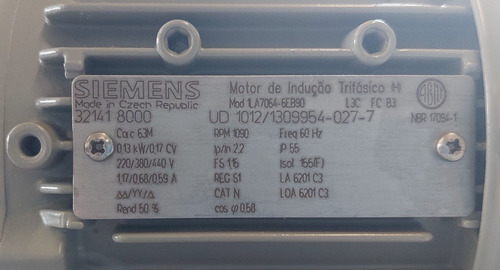 SIEMENS Motor de Indução Trifásico
Made in Czech Republic Mod 1LA7064-6EB90 L3C FC B3
32141 8000 UD 1012/1309954-027-7 NBR 17094-1
Carc 63M RPM 1090 Freq 60 Hz
0.13 kW/0.17 CV Ip/In 2.2 IP 55
220/380/440 V FS 1.15 Isol 155(F)
1.17/0.68/0.59 A REG S1 LA 6201 C3
ΔΔ/YY/Δ CAT N LOA 6201 C3
Rend 50 % cos φ 0.58